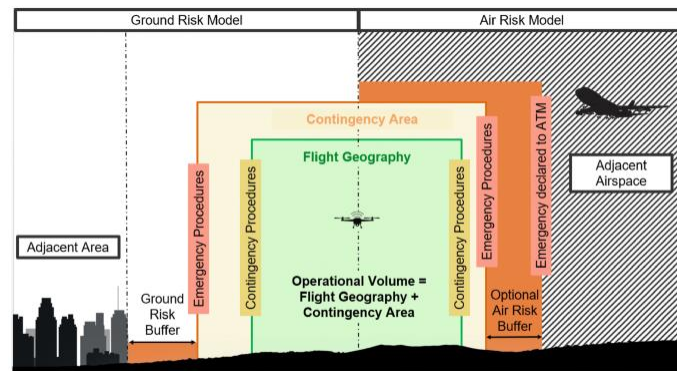 Ground Risk Model
Air Risk Model
Contingency Area
Flight Geography
Emergency Procedures
Contingency Procedures
Contingency Procedures
Emergency Procedures
Emergency declared to ATM
Adjacent
Airspace
Adjacent Area
Operational Volume =
Flight Geography +
Contingency Area
Ground
Risk
Buffer
Optional
Air Risk
Buffer